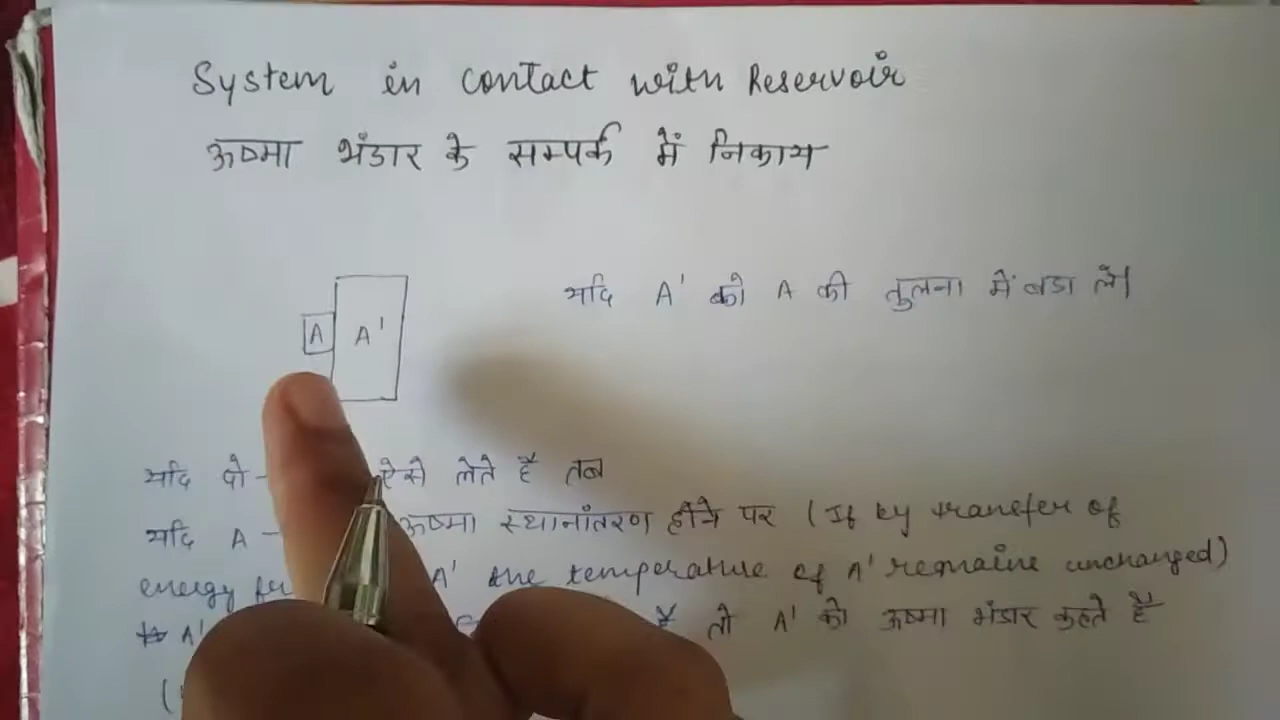 System in contact with Reservoir
ऊष्मा भंडार के सम्पर्क में निकाय
यदि A' को A की तुलना में बडा लें।
A A'
यदि दो ऐसे लेते है तब
यदि A ऊष्मा स्थानांतरण होने पर (If by transfer of
energy A' the temperature of A' remains unchanged)
A' तो A' को ऊष्मा भंडार कहते है
(